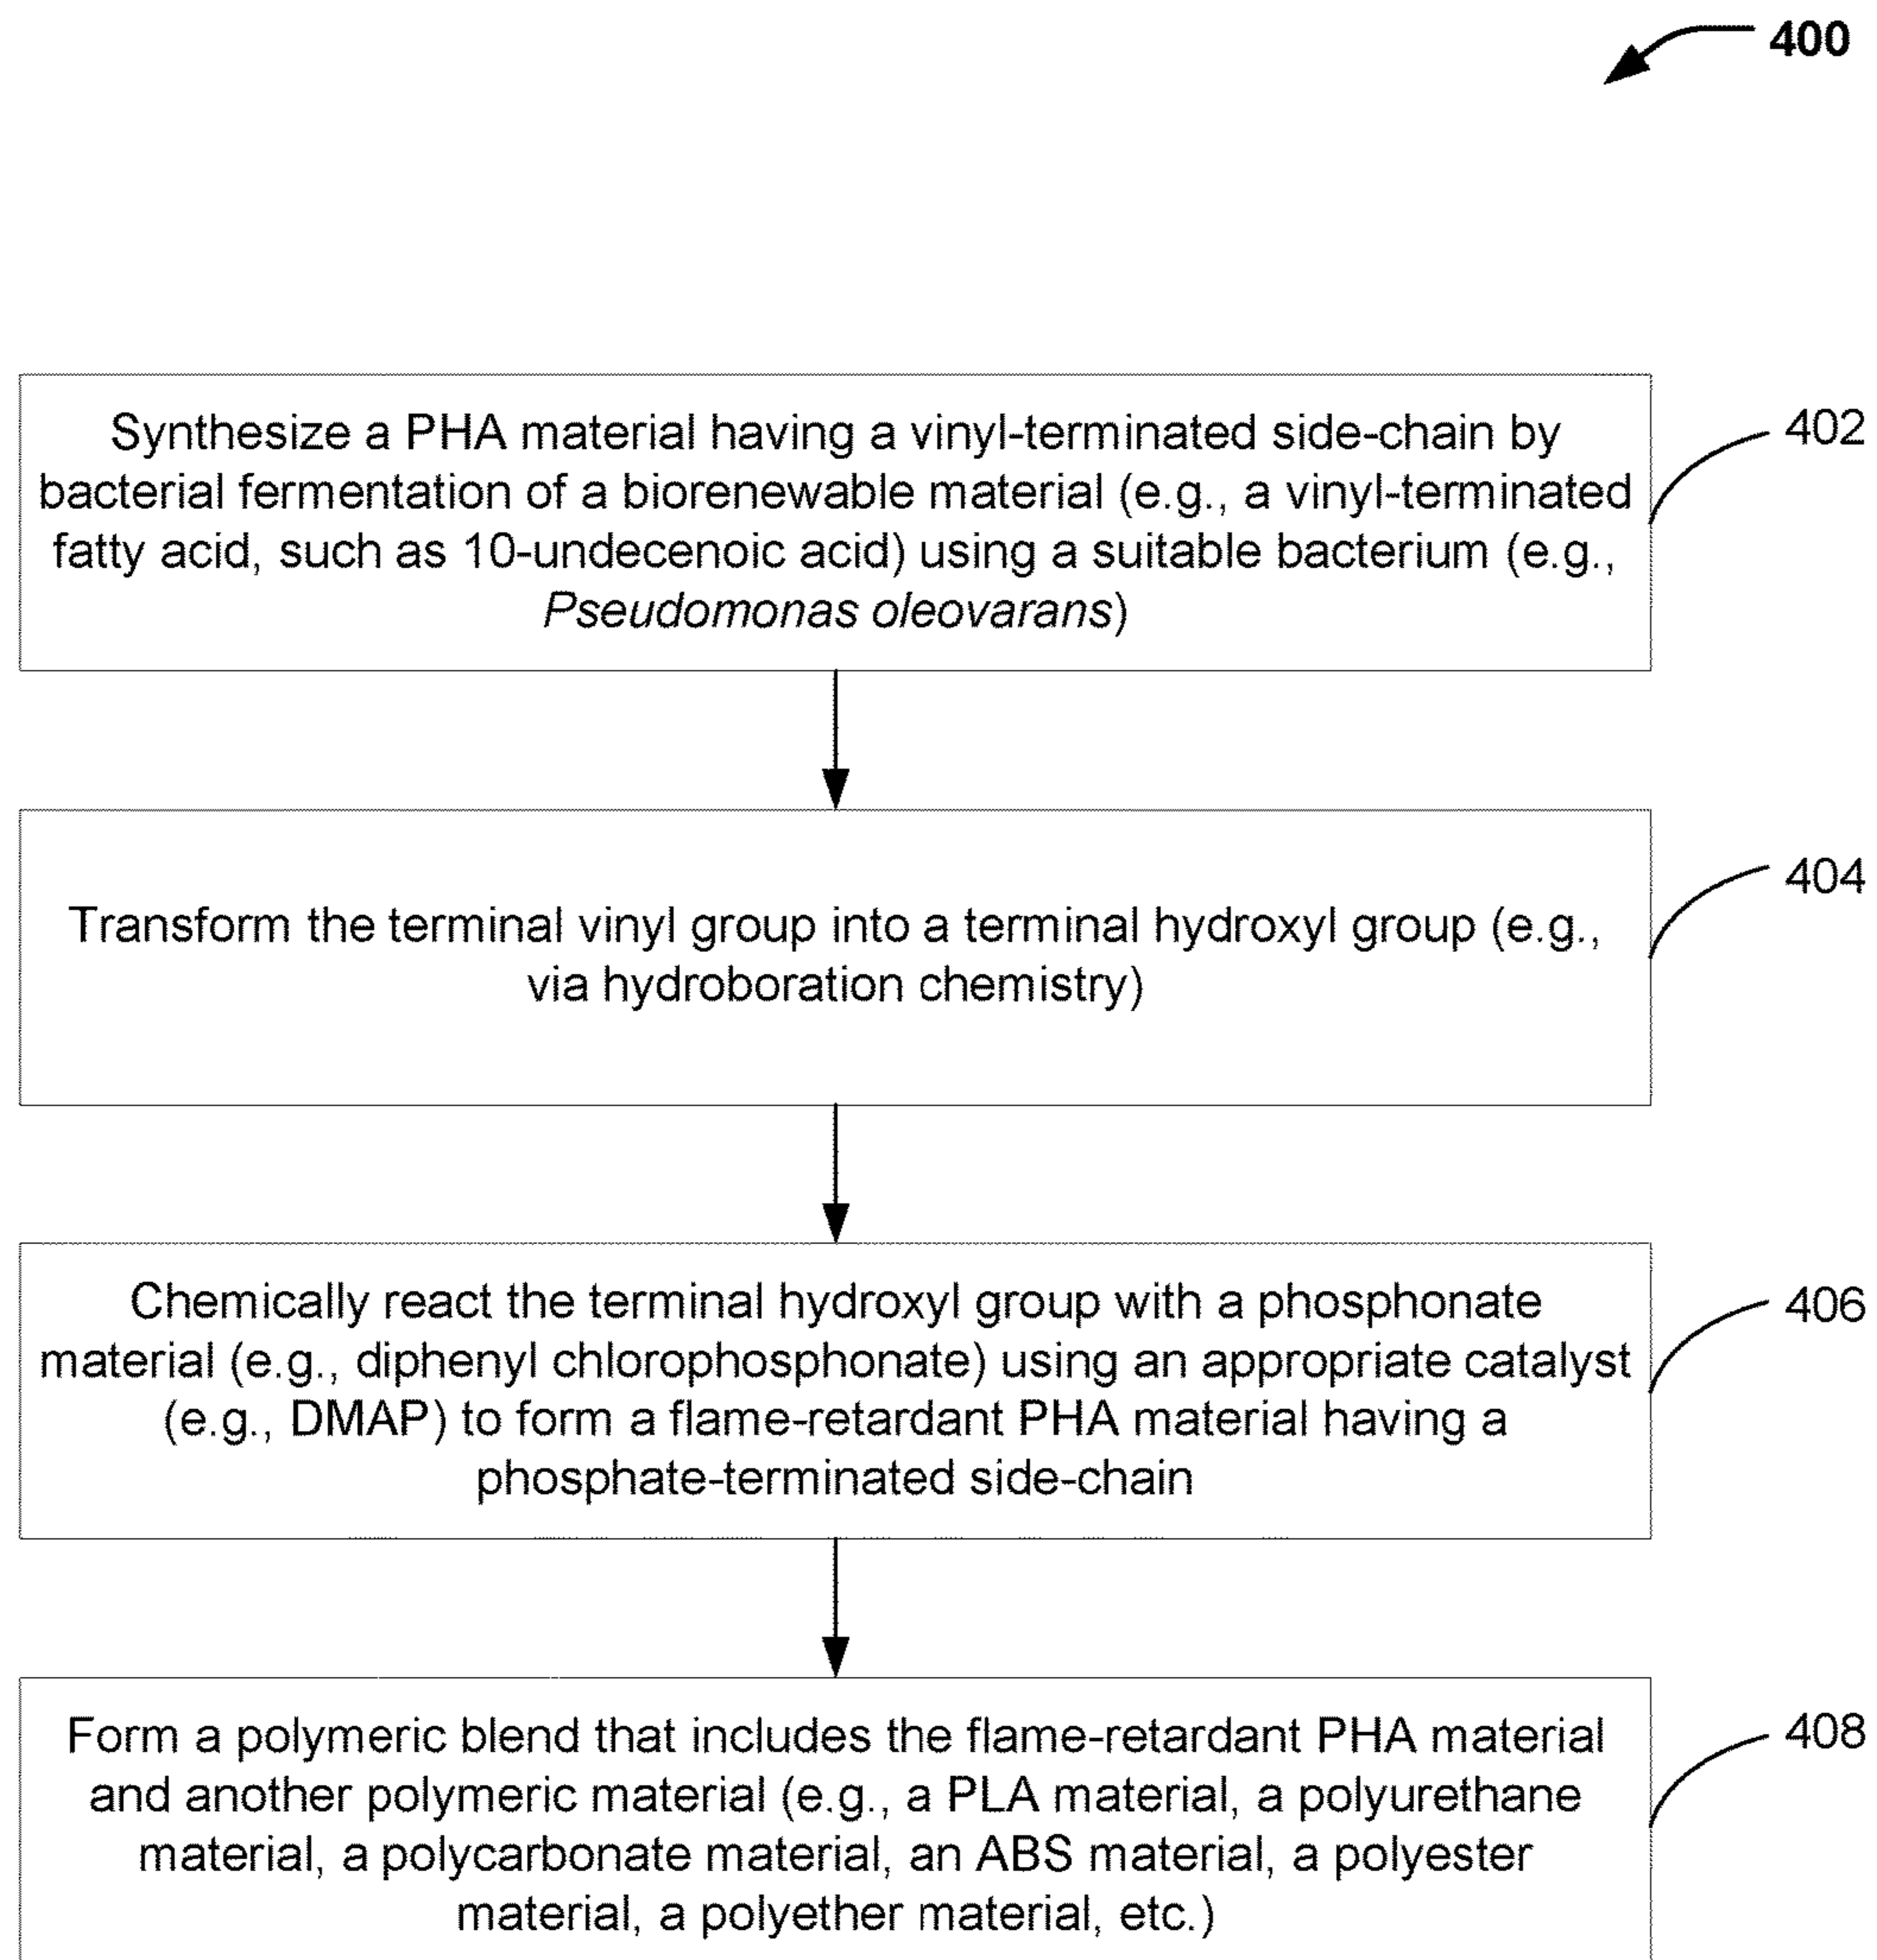 400
Synthesize a PHA material having a vinyl-terminated side-chain by
bacterial fermentation of a biorenewable material (e.g., a vinyl-terminated
fatty acid, such as 10-undecenoic acid) using a suitable bacterium (e.g.,
Pseudomonas oleovarans)
402
Transform the terminal vinyl group into a terminal hydroxyl group (e.g.,
via hydroboration chemistry)
404
Chemically react the terminal hydroxyl group with a phosphonate
material (e.g., diphenyl chlorophosphonate) using an appropriate catalyst
(e.g., DMAP) to form a flame-retardant PHA material having a
phosphate-terminated side-chain
406
Form a polymeric blend that includes the flame-retardant PHA material
and another polymeric material (e.g., a PLA material, a polyurethane
material, a polycarbonate material, an ABS material, a polyester
material, a polyether material, etc.)
408